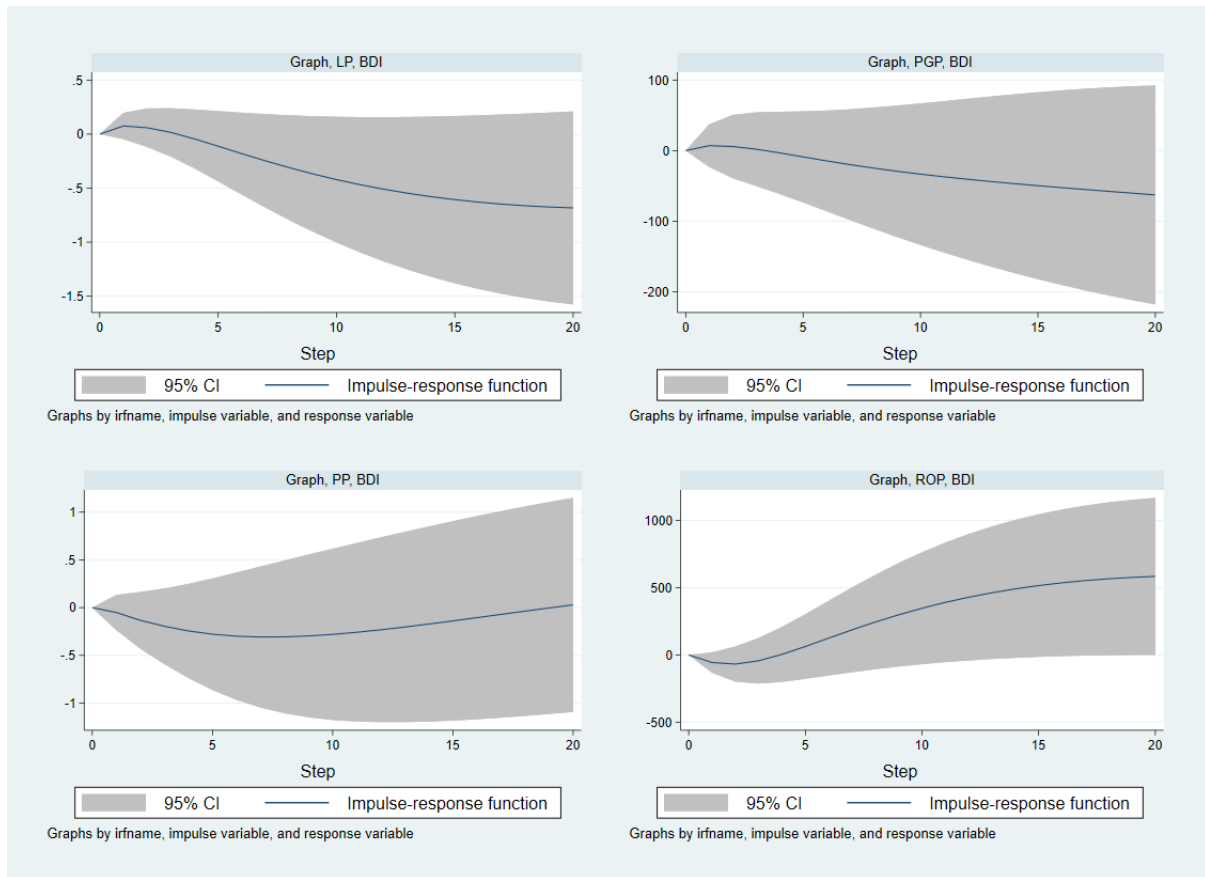 Graph, LP, BDI
.5
0
-.5
-1
-1.5
0 5 10 15 20
Step
95% CI Impulse-response function
Graphs by irfname, impulse variable, and response variable
Graph, PGP, BDI
100
0
-100
-200
0 5 10 15 20
Step
95% CI Impulse-response function
Graphs by irfname, impulse variable, and response variable
Graph, PP, BDI
1
.5
0
-.5
-1
0 5 10 15 20
Step
95% CI Impulse-response function
Graphs by irfname, impulse variable, and response variable
Graph, ROP, BDI
1000
500
0
-500
0 5 10 15 20
Step
95% CI Impulse-response function
Graphs by irfname, impulse variable, and response variable